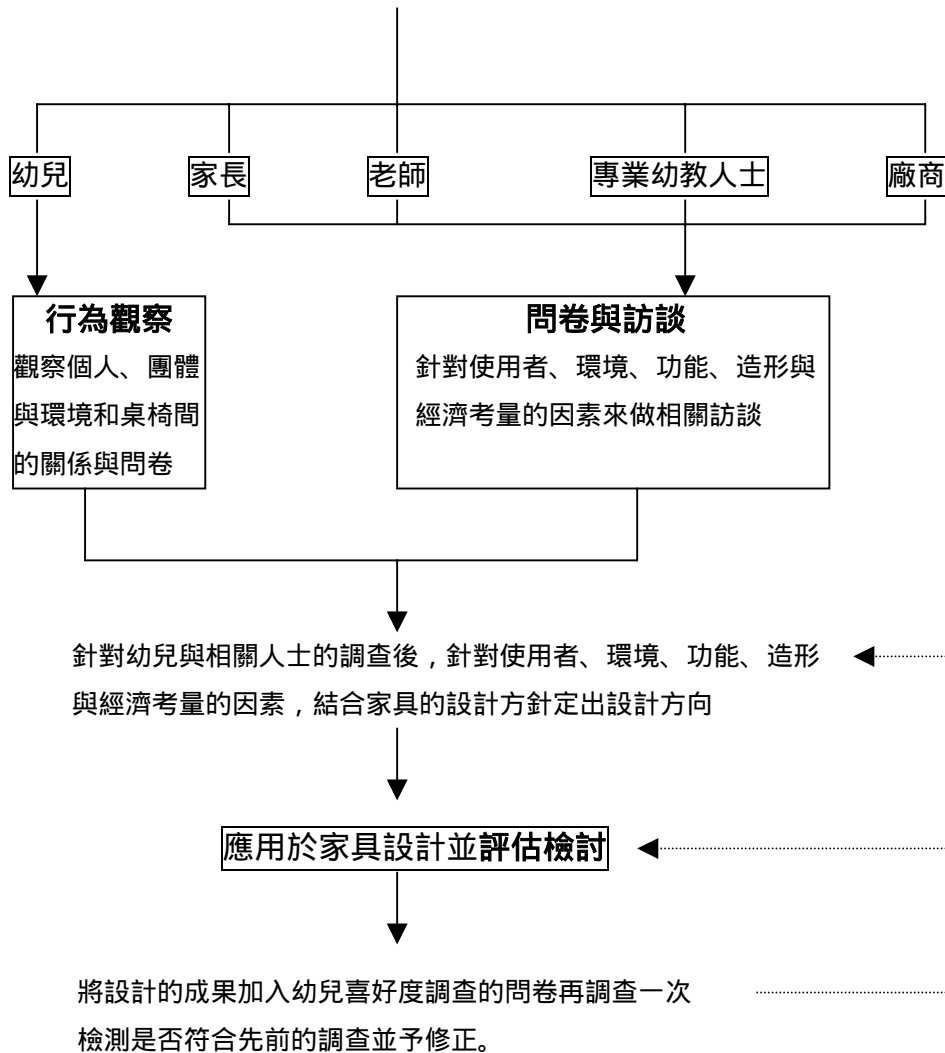 幼兒 家長 老師 專業幼教人士 廠商
行為觀察
觀察個人、團體
與環境和桌椅間
的關係與問卷
問卷與訪談
針對使用者、環境、功能、造形與
經濟考量的因素來做相關訪談
針對幼兒與相關人士的調查後，針對使用者、環境、功能、造形
與經濟考量的因素，結合家具的設計方針定出設計方向
應用於家具設計並評估檢討
將設計的成果加入幼兒喜好度調查的問卷再調查一次
檢測是否符合先前的調查並予修正。